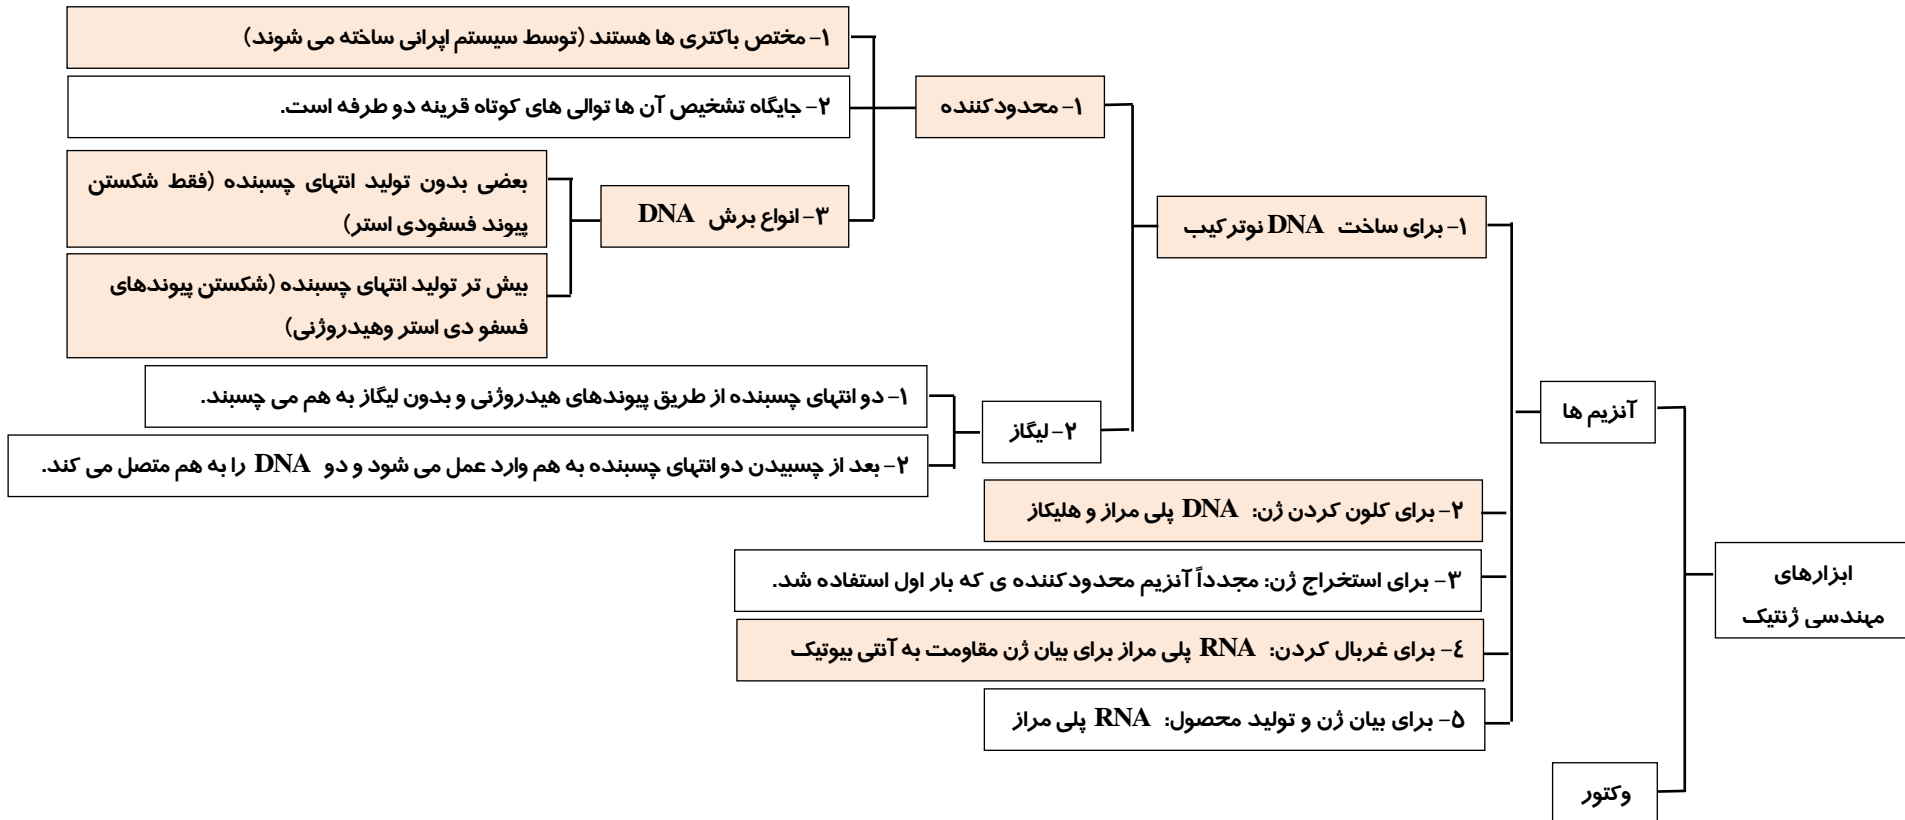 ابزارهای
مهندسی ژنتیک
آنزیم ها
۱- برای ساخت DNA نوترکیب
۱- محدودکننده
۱- مختص باکتری ها هستند (توسط سیستم اپرانی ساخته می شوند)
۲- جایگاه تشخیص آن ها توالی های کوتاه قرینه دو طرفه است.
۳- انواع برش DNA
بعضی بدون تولید انتهای چسبنده (فقط شکستن
پیوند فسفودی استر)
بیش تر تولید انتهای چسبنده (شکستن پیوندهای
فسفو دی استر وهیدروژنی)
۲- لیگاز
۱- دو انتهای چسبنده از طریق پیوندهای هیدروژنی و بدون لیگاز به هم می چسبند.
۲- بعد از چسبیدن دو انتهای چسبنده به هم وارد عمل می شود و دو DNA را به هم متصل می کند.
۲- برای کلون کردن ژن: DNA پلی مراز و هلیکاز
۳- برای استخراج ژن: مجدداً آنزیم محدودکننده ی که بار اول استفاده شد.
٤- برای غربال کردن: RNA پلی مراز برای بیان ژن مقاومت به آنتی بیوتیک
۵- برای بیان ژن و تولید محصول: RNA پلی مراز
وکتور